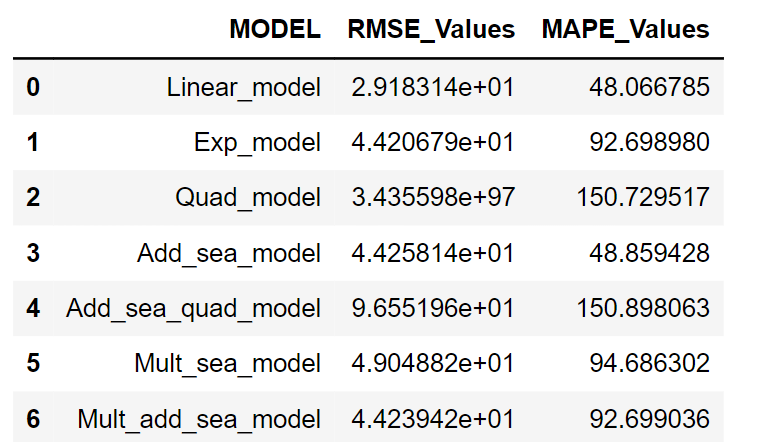 MODEL RMSE_Values MAPE_Values
0 Linear_model 2.918314e+01 48.066785
1 Exp_model 4.420679e+01 92.698980
2 Quad_model 3.435598e+97 150.729517
3 Add_sea_model 4.425814e+01 48.859428
4 Add_sea_quad_model 9.655196e+01 150.898063
5 Mult_sea_model 4.904882e+01 94.686302
6 Mult_add_sea_model 4.423942e+01 92.699036